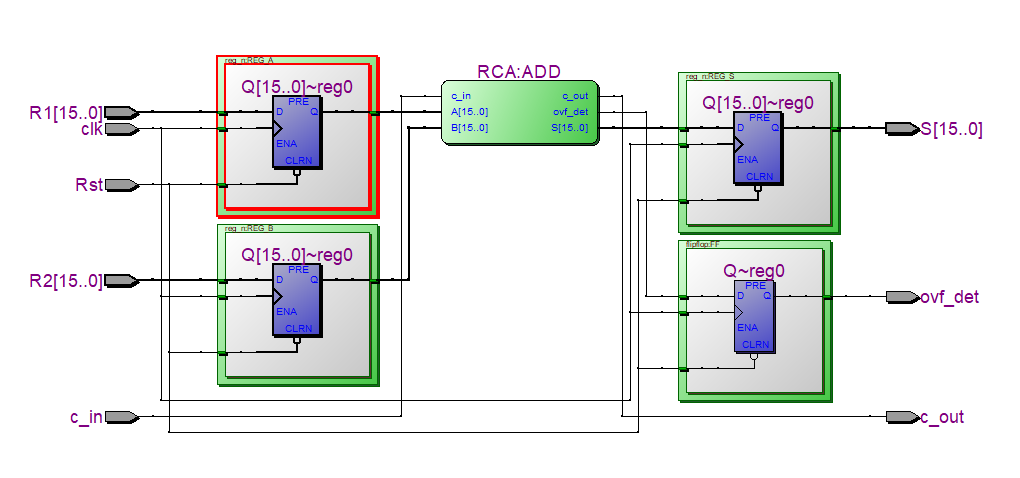 reg_n:REG_A
Q[15..0]~reg0
PRE
D
Q
ENA
CLRN
R1[15..0]
clk
Rst
reg_n:REG_B
Q[15..0]~reg0
PRE
D
Q
ENA
CLRN
R2[15..0]
c_in
RCA:ADD
c_in
A[15..0]
B[15..0]
c_out
ovf_det
S[15..0]
reg_n:REG_S
Q[15..0]~reg0
PRE
D
Q
ENA
CLRN
S[15..0]
flipflop:FF
Q~reg0
PRE
D
Q
ENA
CLRN
ovf_det
c_out